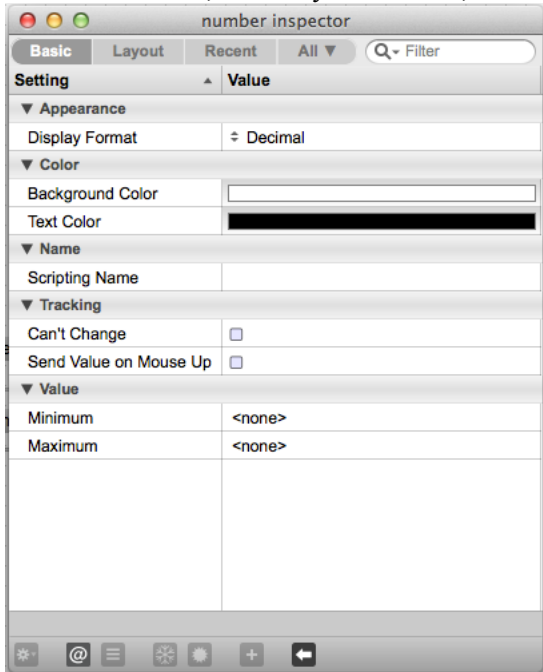 number inspector
Basic Layout Recent All ▼ Filter
Setting Value
▼ Appearance
Display Format Decimal
▼ Color
Background Color
Text Color
▼ Name
Scripting Name
▼ Tracking
Can't Change
Send Value on Mouse Up
▼ Value
Minimum <none>
Maximum <none>
@